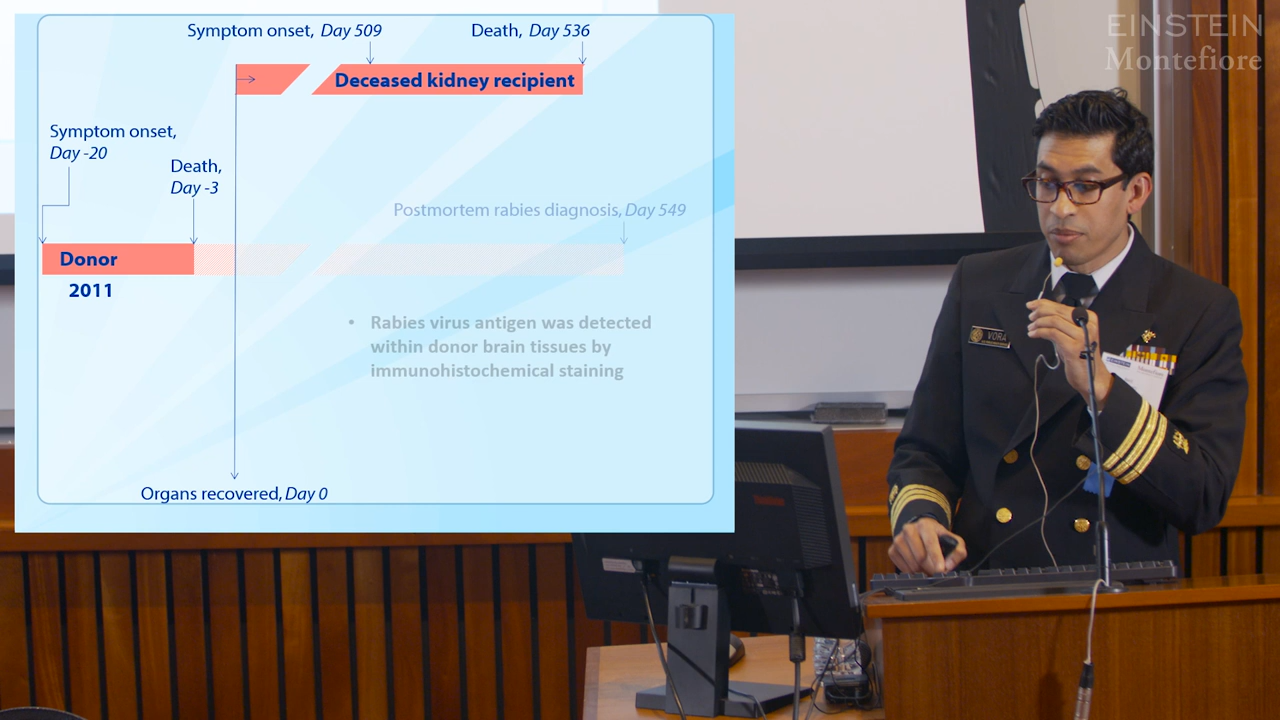 Symptom onset, Day 509
Death, Day 536
Deceased kidney recipient
Symptom onset,
Day -20
Death,
Day -3
Postmortem rabies diagnosis, Day 549
Donor
2011
• Rabies virus antigen was detected
within donor brain tissues by
immunohistochemical staining
Organs recovered, Day 0
EINSTEIN
Montefiore
VORA